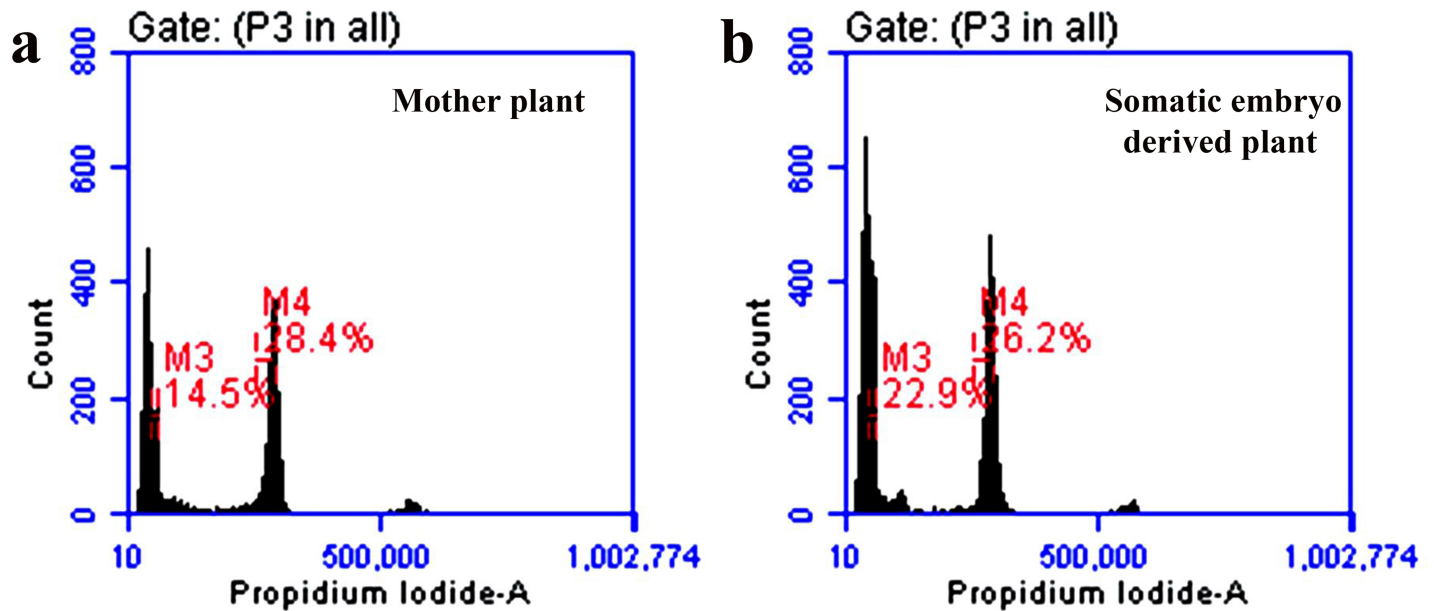 a
Gate: (P3 in all)
Mother plant
800
600
400
200
0
Count
M4
28.4%
M3
14.5%
10
500,000
1,002,774
Propidium Iodide-A
b
Gate: (P3 in all)
Somatic embryo
derived plant
800
600
400
200
0
Count
M4
26.2%
M3
22.9%
10
500,000
1,002,774
Propidium Iodide-A